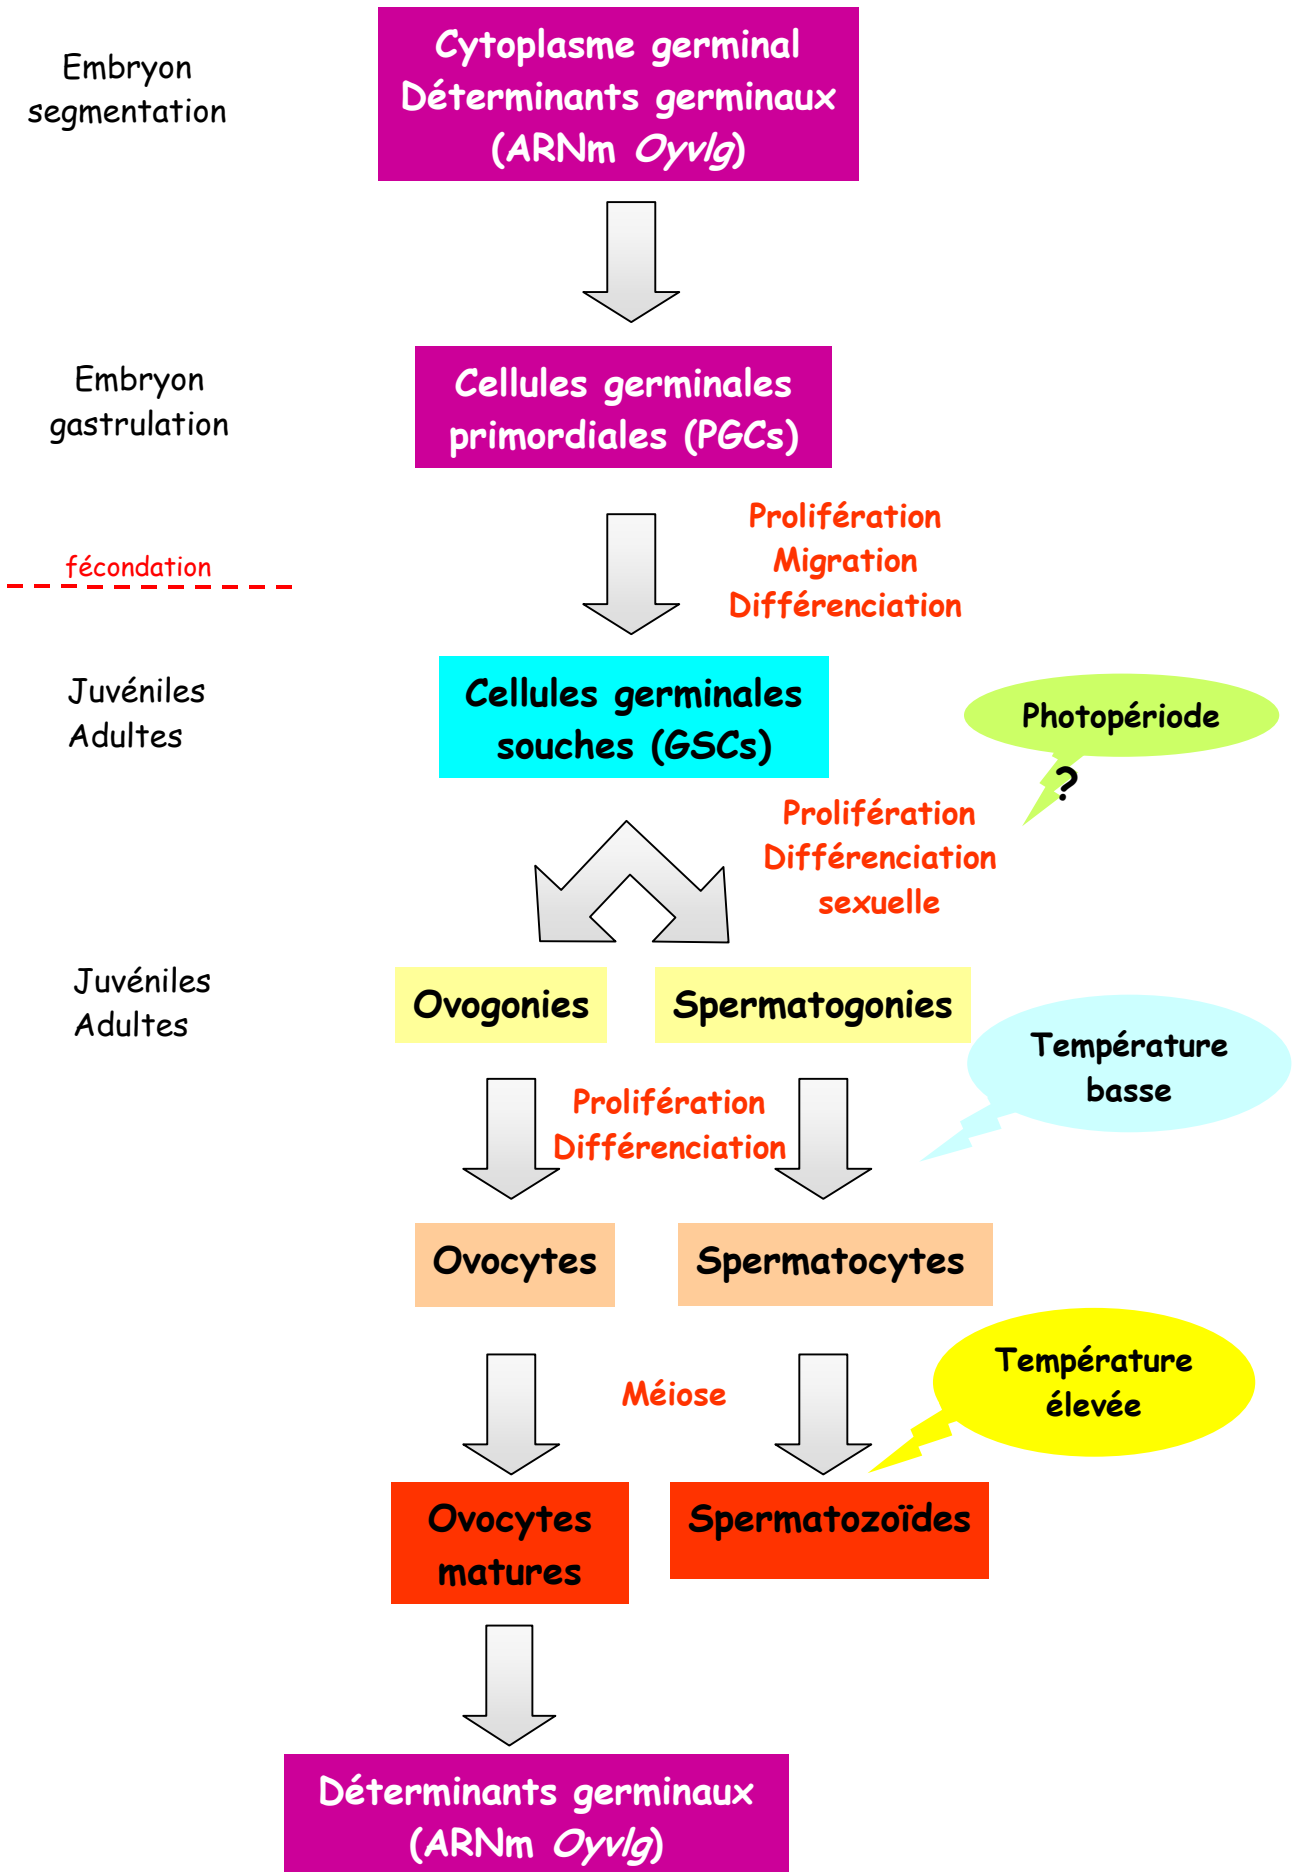 Embryon
segmentation
Cytoplasme germinal
Déterminants germinaux
(ARNm Oyvlg)
Embryon
gastrulation
Cellules germinales
primordiales (PGCs)
Prolifération
Migration
Différenciation
fécondation
Juvéniles
Adultes
Cellules germinales
souches (GSCs)
Photopériode
?
Prolifération
Différenciation
sexuelle
Juvéniles
Adultes
Ovogonies
Spermatogonies
Température
basse
Prolifération
Différenciation
Ovocytes
Spermatocytes
Température
élevée
Méiose
Ovocytes
matures
Spermatozoïdes
Déterminants germinaux
(ARNm Oyvlg)